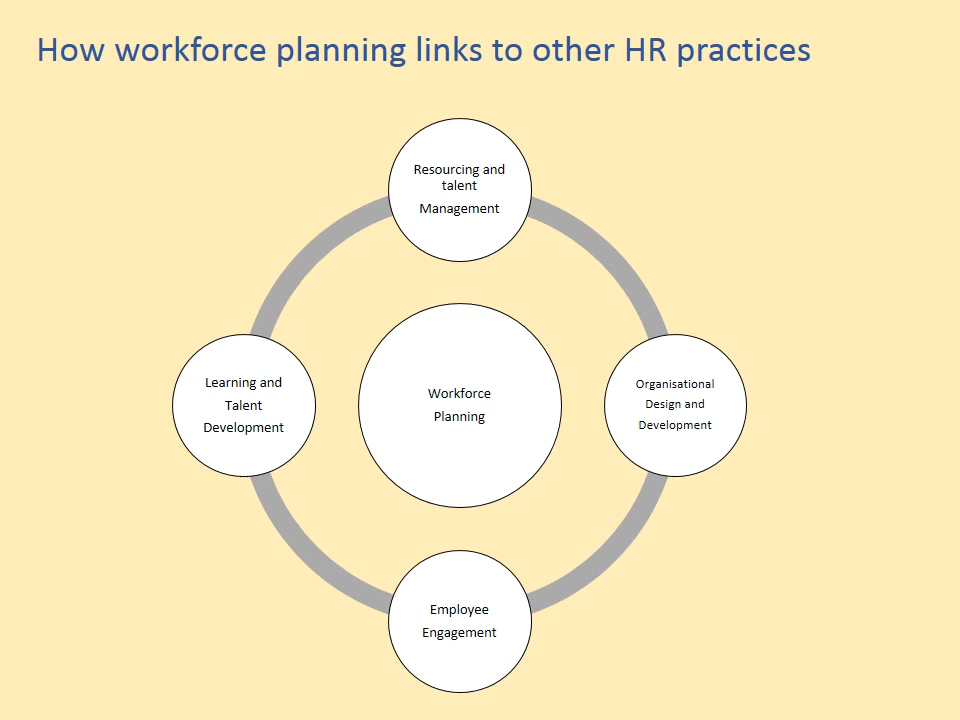 How workforce planning links to other HR practices
Resourcing and
talent
Management
Learning and
Talent
Development
Workforce
Planning
Organisational
Design and
Development
Employee
Engagement